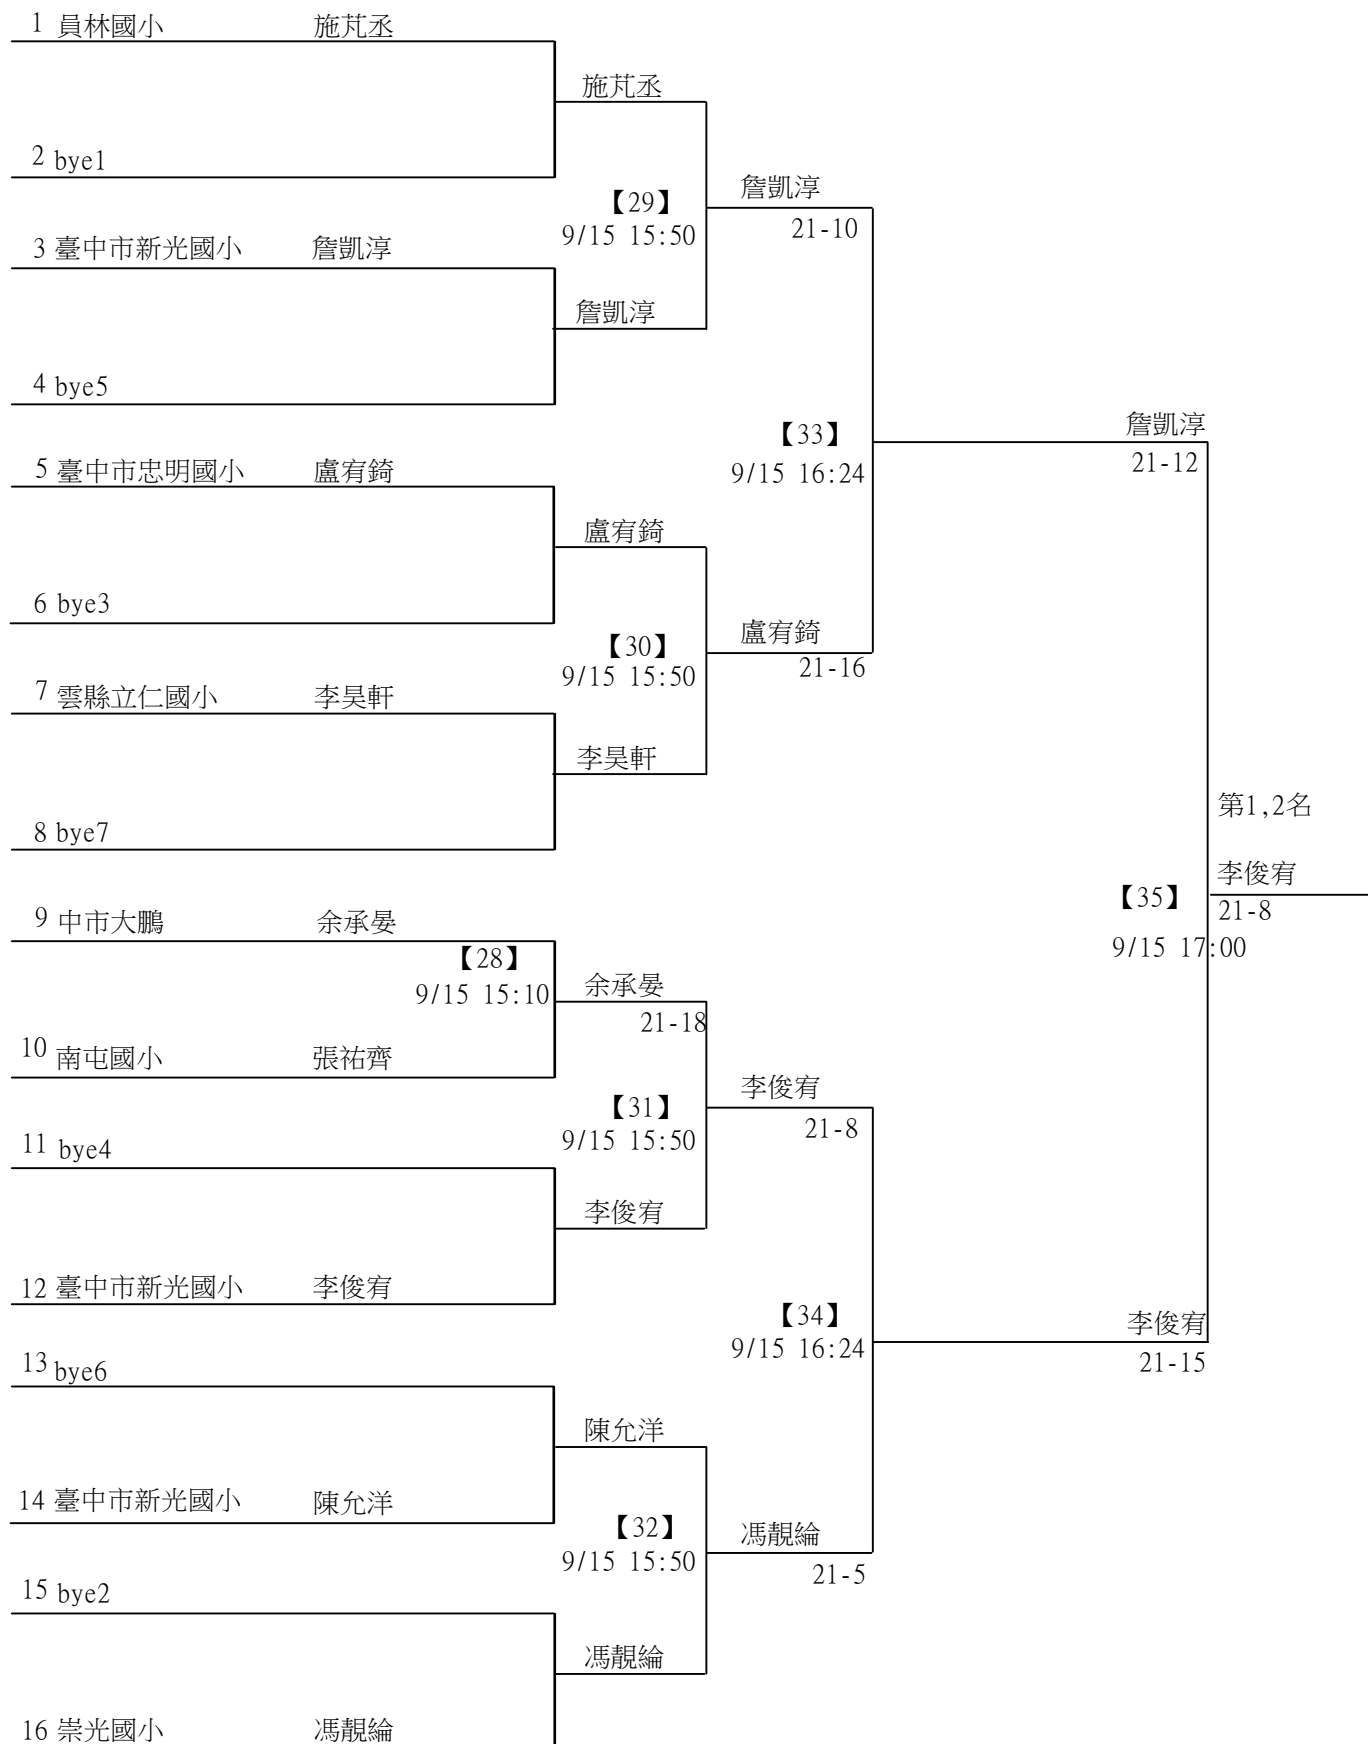 1 員林國小 施芃丞
施芃丞
2 bye1
【29】
9/15 15:50
詹凱淳
21-10
3 臺中市新光國小 詹凱淳
詹凱淳
4 bye5
【33】
9/15 16:24
詹凱淳
21-12
5 臺中市忠明國小 盧宥錡
盧宥錡
6 bye3
【30】
9/15 15:50
盧宥錡
21-16
7 雲縣立仁國小 李昊軒
李昊軒
8 bye7
第1,2名
【35】
9/15 17:00
李俊宥
21-8
9 中市大鵬 余承晏
【28】
9/15 15:10
余承晏
21-18
10 南屯國小 張祐齊
【31】
9/15 15:50
李俊宥
21-8
11 bye4
李俊宥
12 臺中市新光國小 李俊宥
【34】
9/15 16:24
李俊宥
21-15
13 bye6
陳允洋
14 臺中市新光國小 陳允洋
【32】
9/15 15:50
馮靚綸
21-5
15 bye2
馮靚綸
16 崇光國小 馮靚綸